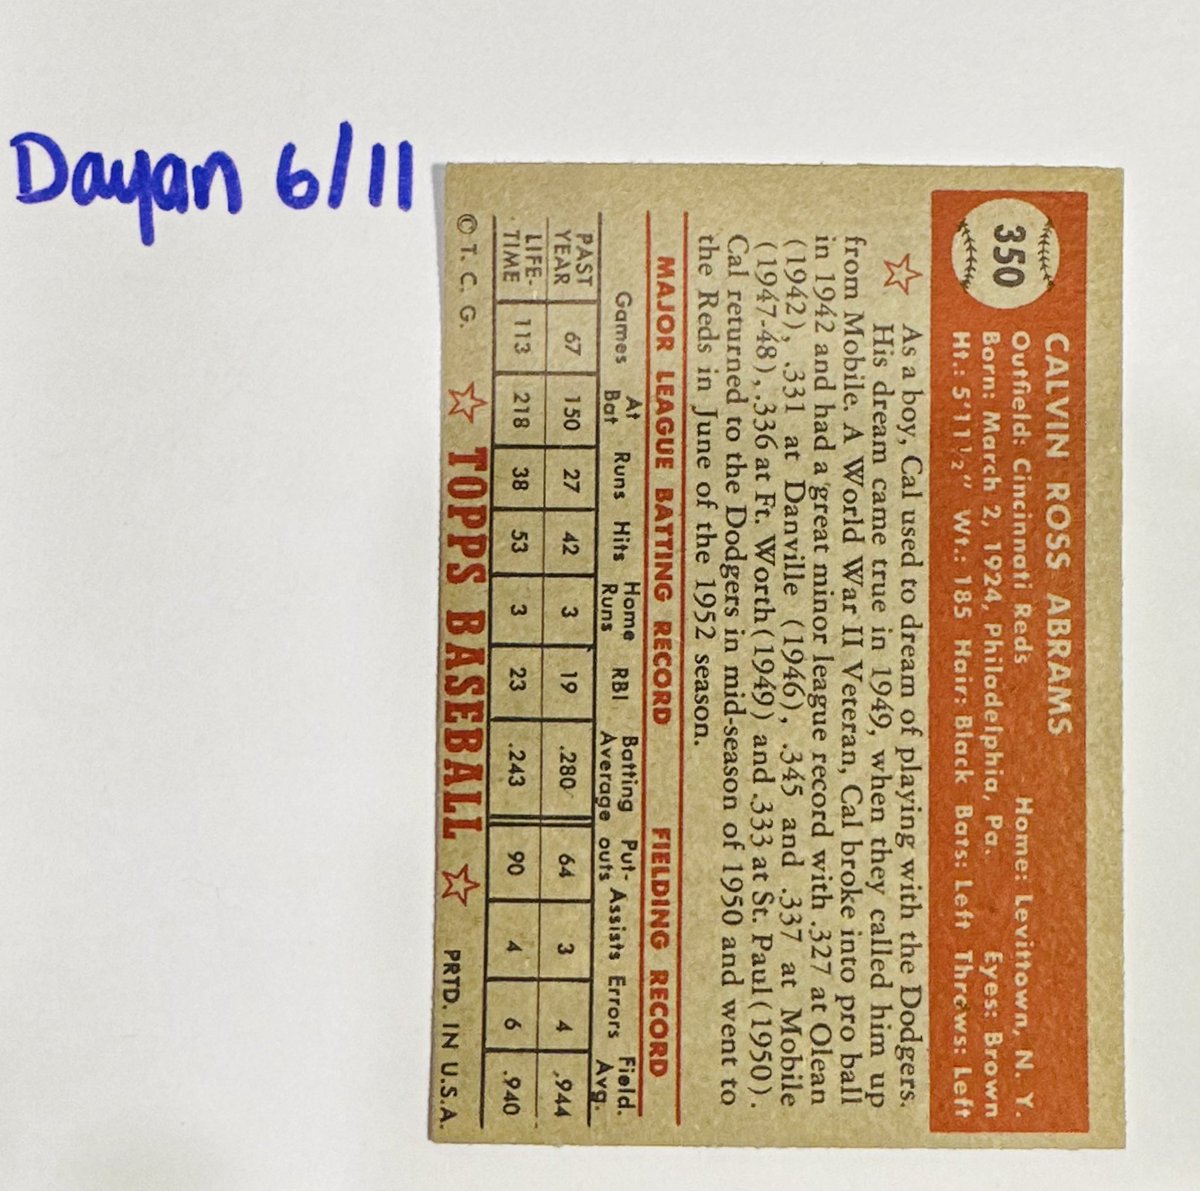 Dayan 6/11
350
CALVIN ROSS ABRAMS
Outfield: Cincinnati Reds Home: Levittown, N. Y.
Born: March 2, 1924, Philadelphia, Pa. Eyes: Brown
Ht.: 5'11½" Wt.: 185 Hair: Black Bats: Left Throws: Left
As a boy, Cal used to dream of playing with the Dodgers.
His dream came true in 1949, when they called him up
from Mobile. A World War II Veteran, Cal broke into pro ball
in 1942 and had a great minor league record with .327 at Olean
(1942), .331 at Danville (1946), .345 and .337 at Mobile
(1947-48), .336 at Ft. Worth (1949) and .333 at St. Paul (1950).
Cal returned to the Dodgers in mid-season of 1950 and went to
the Reds in June of the 1952 season.
MAJOR LEAGUE BATTING RECORD FIELDING RECORD
Games At Bat Runs Hits Home Runs RBI Batting Average Put-outs Assists Errors Field. Avg.
PAST YEAR 67 150 27 42 3 19 .280 64 3 4 .944
LIFE-TIME 113 218 38 53 3 23 .243 90 4 6 .940
© T. C. G. TOPPS BASEBALL PRTD. IN U.S.A.